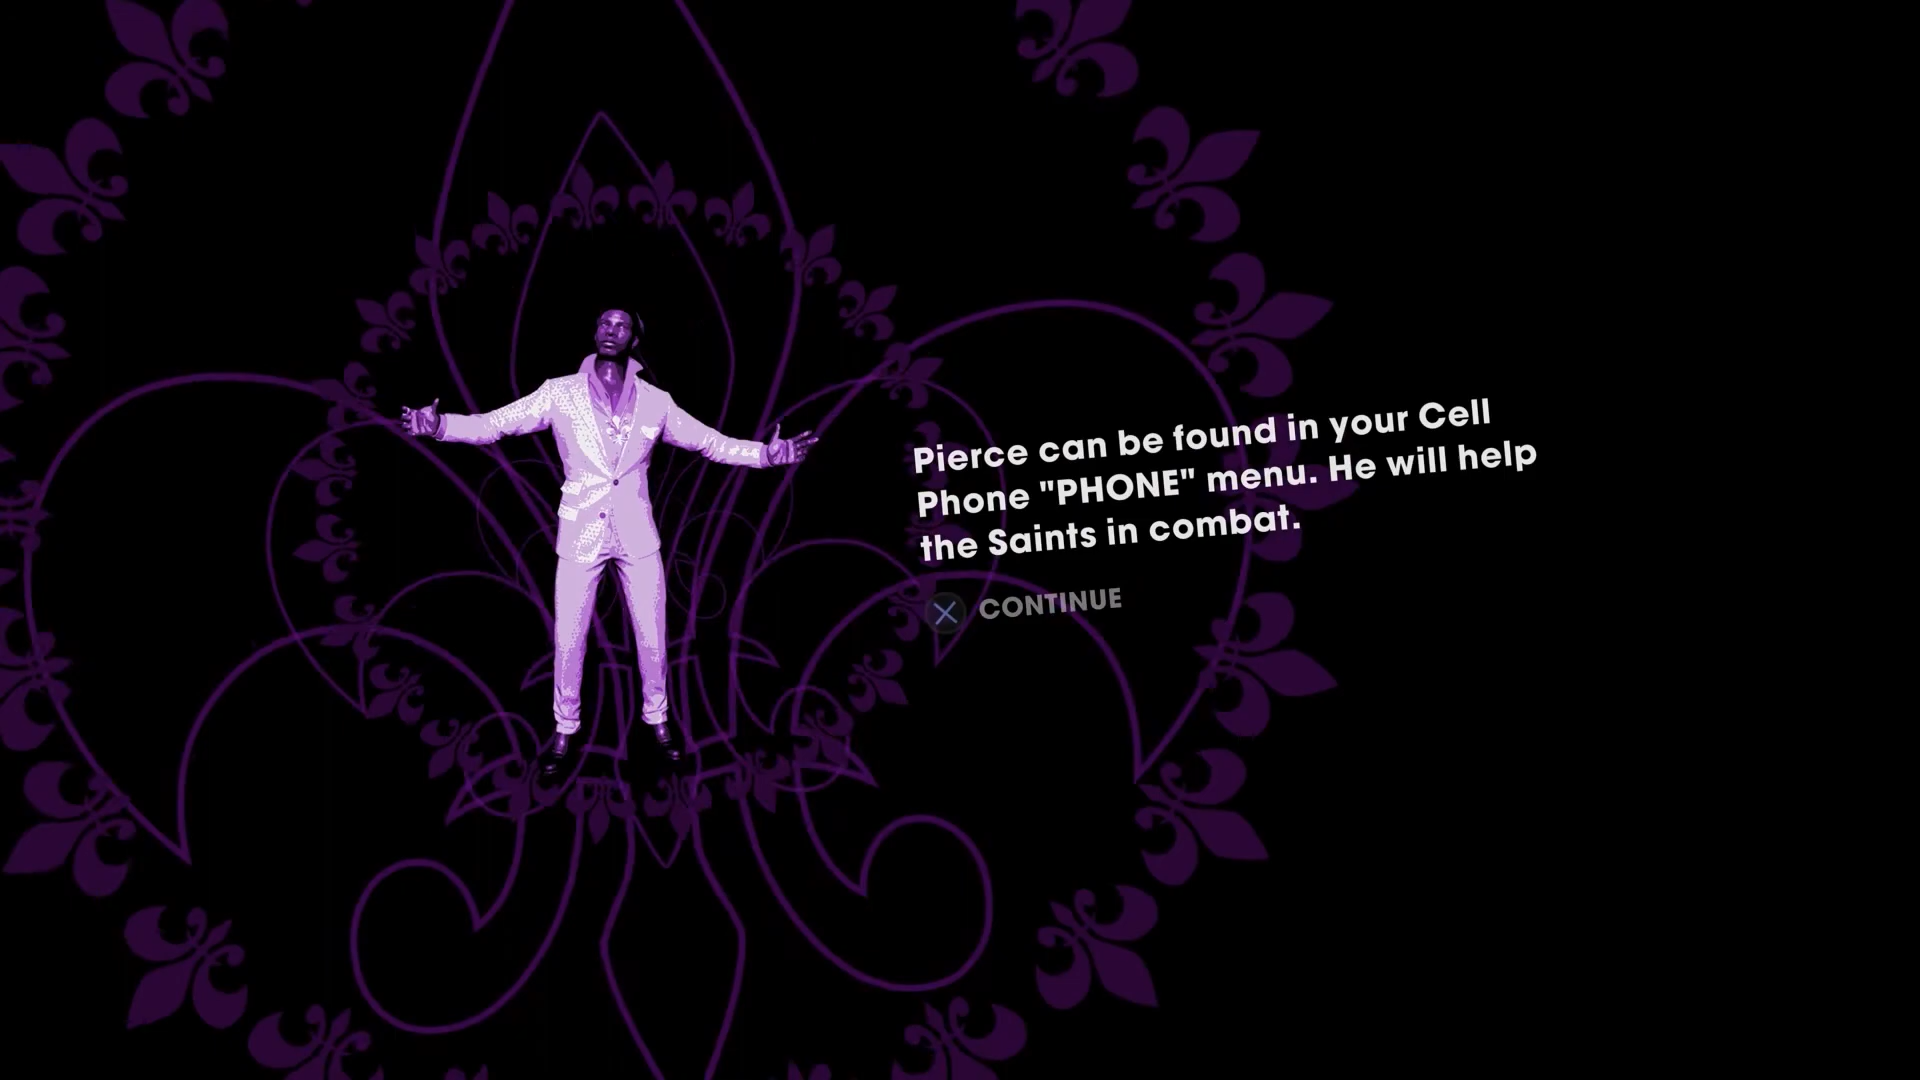 Pierce can be found in your Cell
Phone "PHONE" menu. He will help
the Saints in combat.
CONTINUE